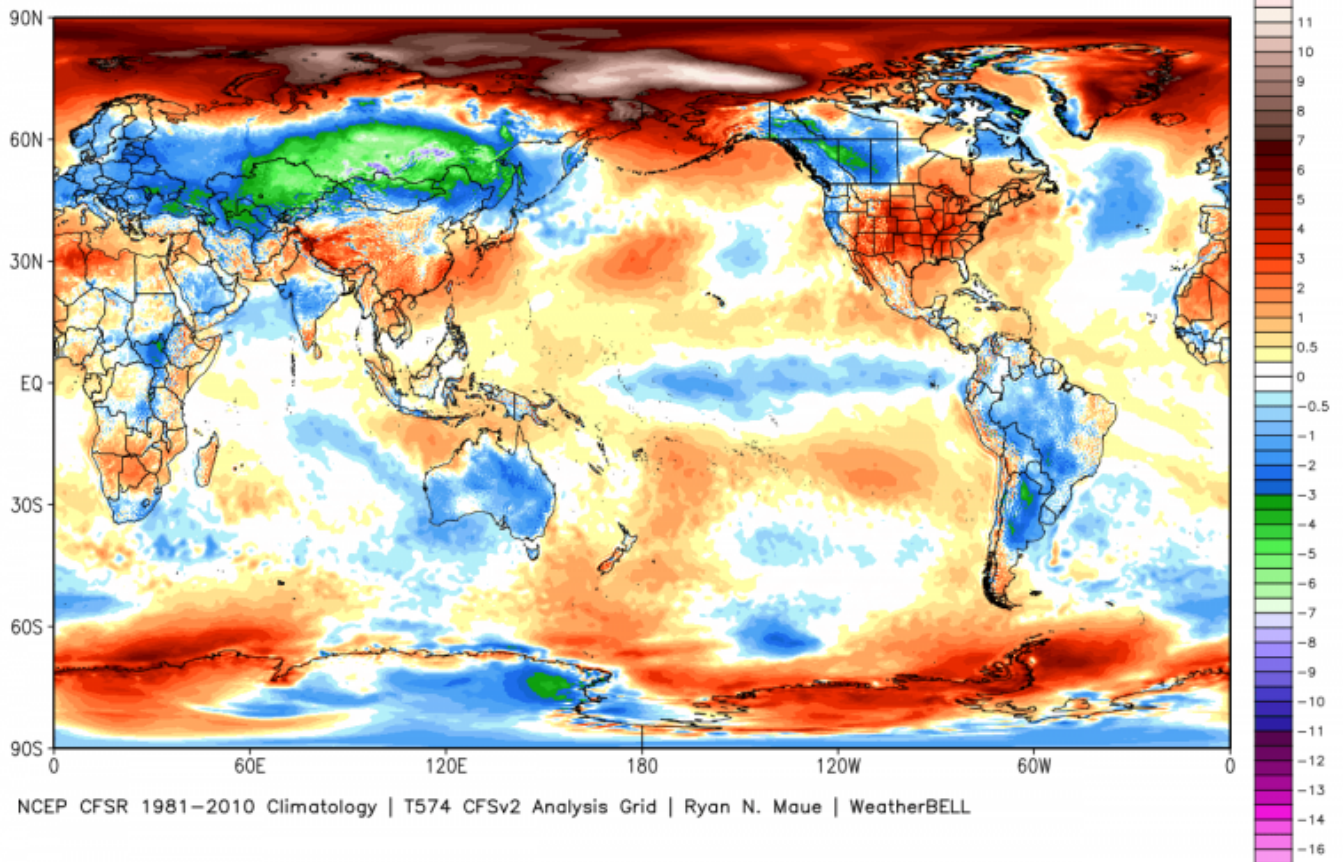 90N
60N
30N
EQ
30S
60S
90S
0
60E
120E
180
120W
60W
0
11
10
9
8
7
6
5
4
3
2
1
0.5
0
−0.5
−1
−2
−3
−4
−5
−6
−7
−8
−9
−10
−11
−12
−13
−14
−16
NCEP CFSR 1981−2010 Climatology | T574 CFSv2 Analysis Grid | Ryan N. Maue | WeatherBELL